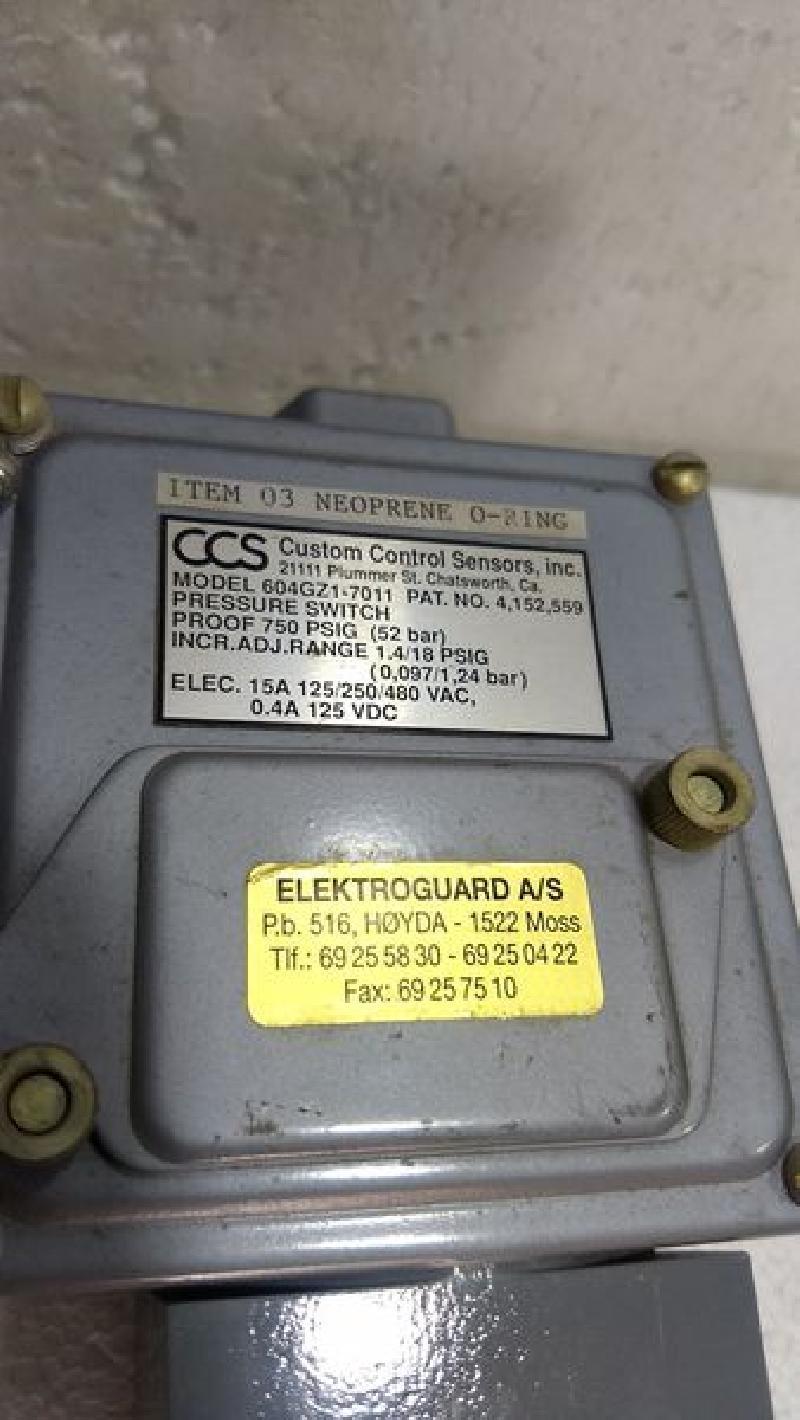 ITEM 03 NEOPRENE O-RING
CCS Custom Control Sensors, inc.
21111 Plummer St. Chatsworth, Ca.
MODEL 604GZ1-7011 PAT. NO. 4,152,559
PRESSURE SWITCH
PROOF 750 PSIG (52 bar)
INCR.ADJ.RANGE 1,4/18 PSIG
(0,097/1,24 bar)
ELEC. 15A 125/250/480 VAC,
0.4A 125 VDC
ELEKTROGUARD A/S
P.b. 516, HØYDA - 1522 Moss
Tlf.: 69 25 58 30 - 69 25 04 22
Fax: 69 25 75 10